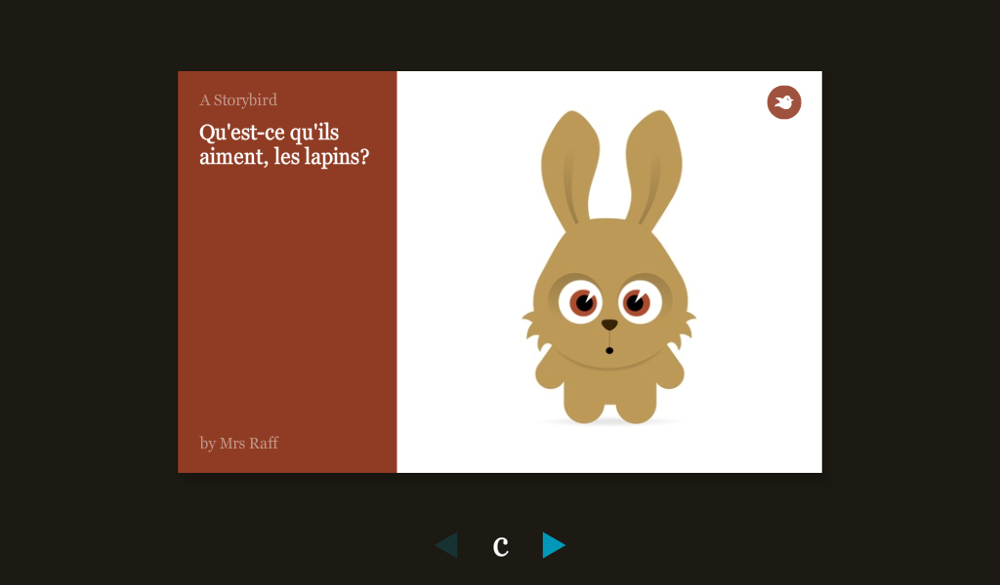 A Storybird
Qu'est-ce qu'ils
aiment, les lapins?
by Mrs Raff
c